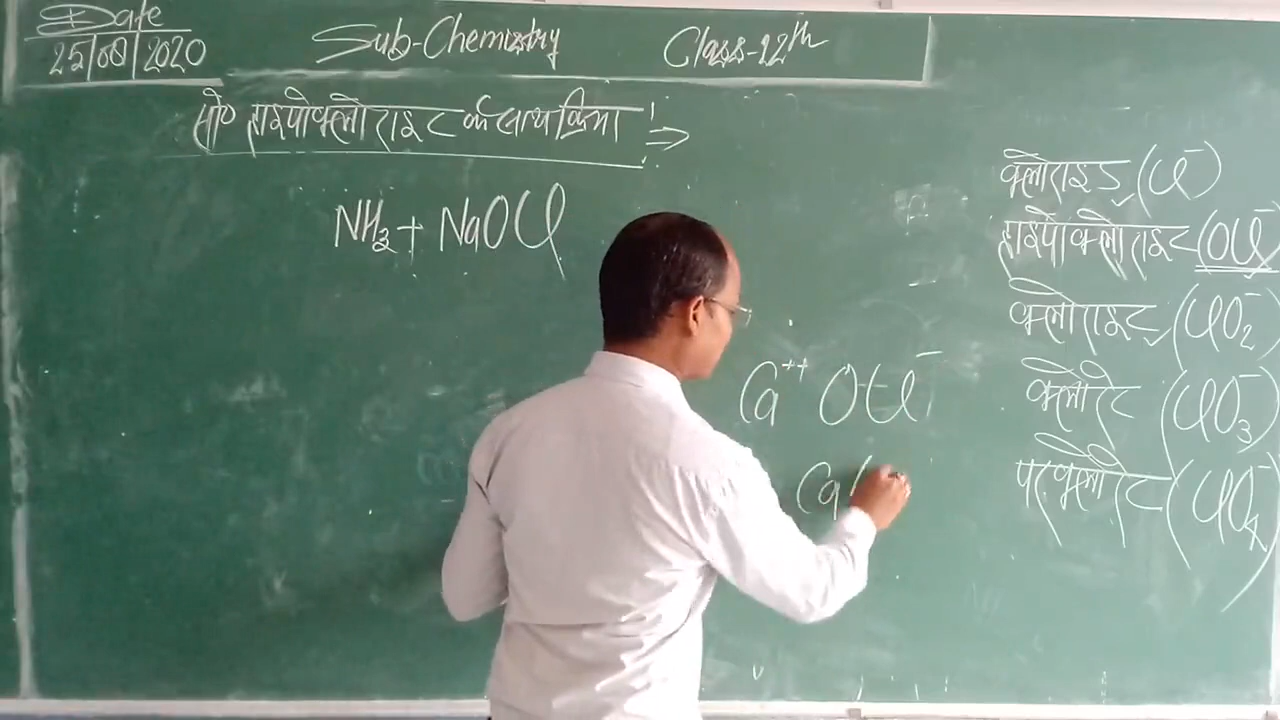 Date
25/08/2020
Sub-Chemistry
Class-12th
सो० हाइपोक्लोराइट के साथ क्रिया :⇒
NH₃ + NaOCl
क्लोराइड, (Cl⁻)
हाइपोक्लोराइट (OCl⁻)
क्लोराइट, (ClO₂⁻)
क्लोरेट (ClO₃⁻)
परक्लोरेट (ClO₄⁻)
Ca⁺⁺ OCl⁻
Ca(